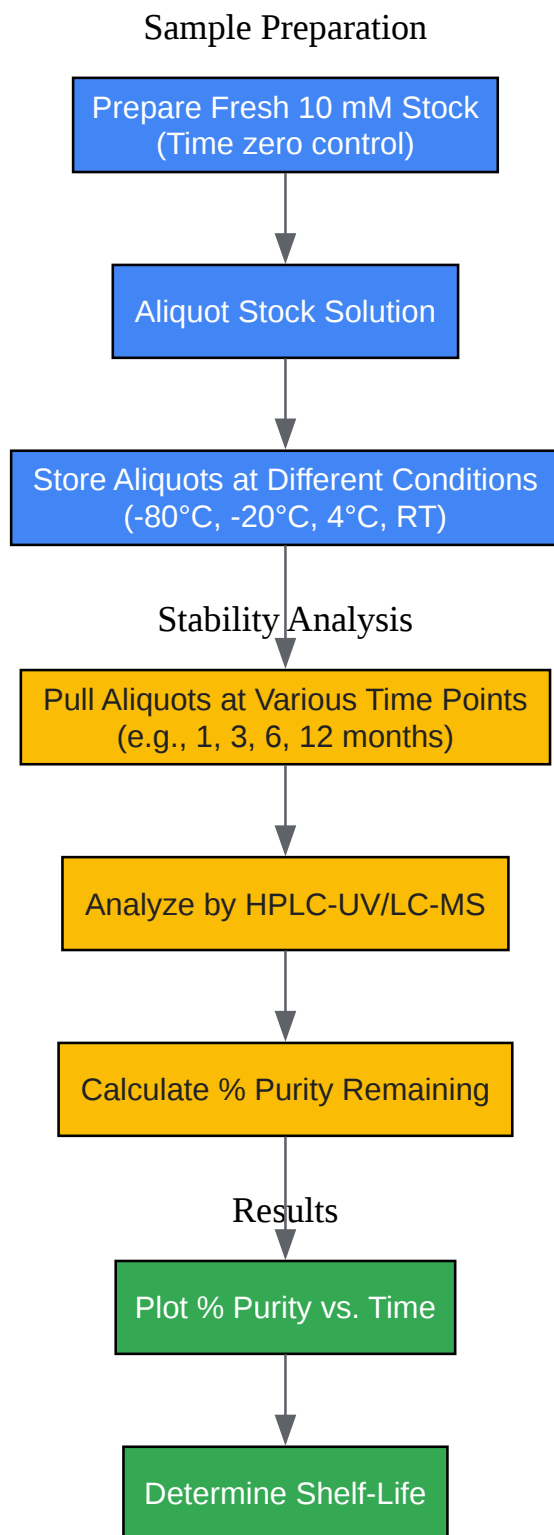 Sample Preparation
Prepare Fresh 10 mM Stock
(Time zero control)
Aliquot Stock Solution
Store Aliquots at Different Conditions
(-80°C, -20°C, 4°C, RT)
Stability Analysis
Pull Aliquots at Various Time Points
(e.g., 1, 3, 6, 12 months)
Analyze by HPLC-UV/LC-MS
Calculate % Purity Remaining
Results
Plot % Purity vs. Time
Determine Shelf-Life